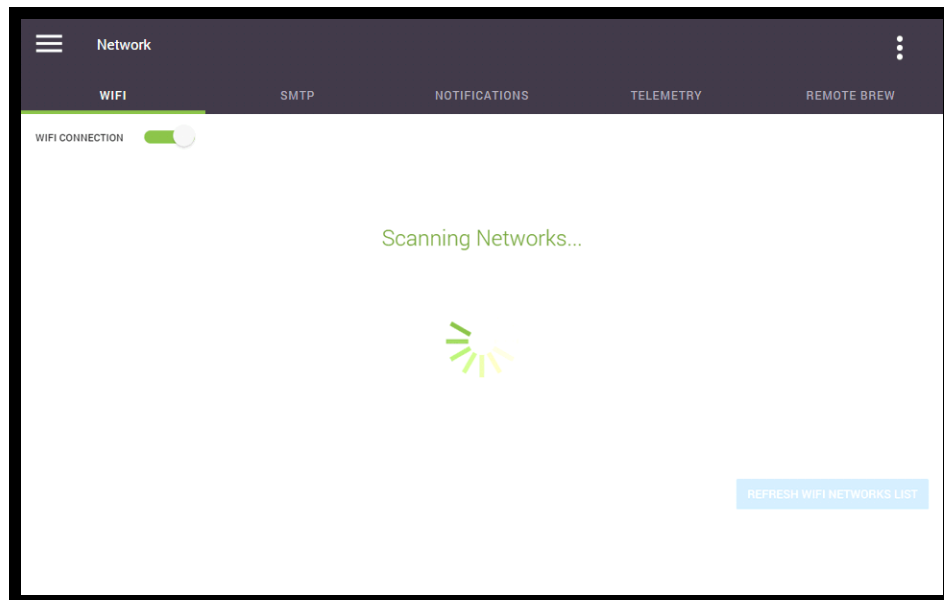 Network
WIFI SMTP NOTIFICATIONS TELEMETRY REMOTE BREW
WIFI CONNECTION
Scanning Networks...
REFRESH WIFI NETWORKS LIST